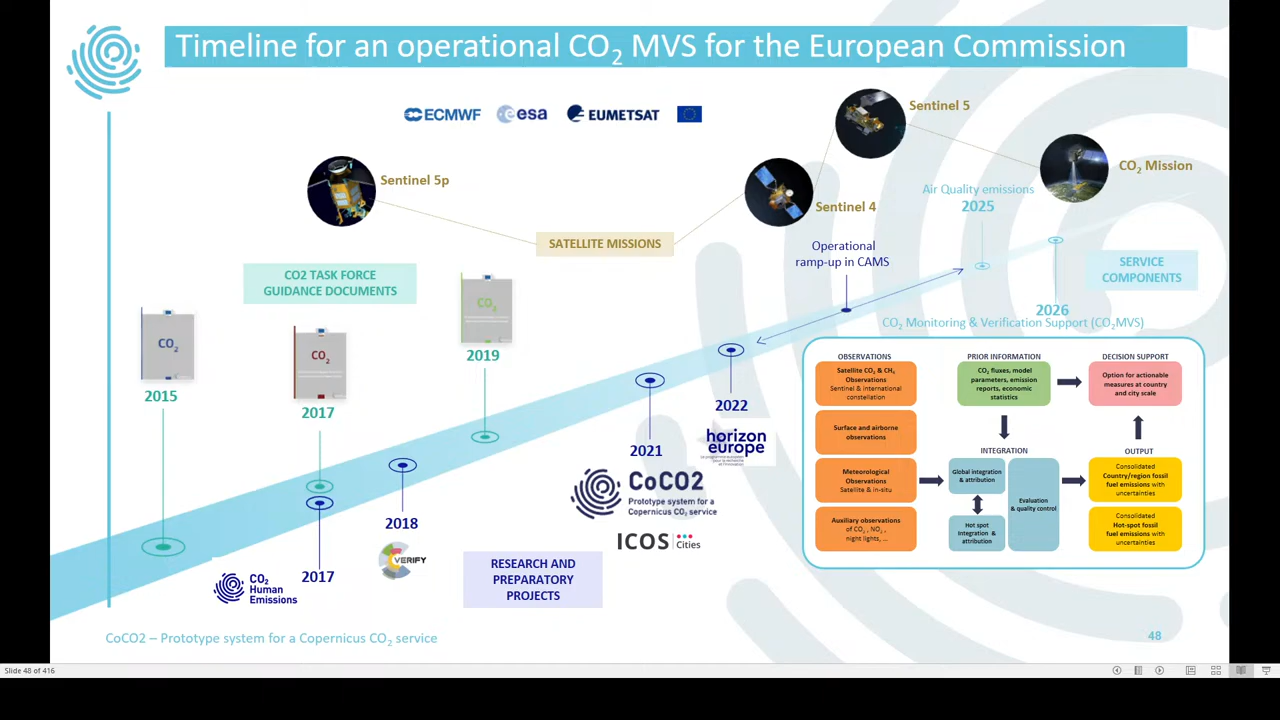 Timeline for an operational CO₂ MVS for the European Commission
ECMWF
esa
EUMETSAT
Sentinel 5
Sentinel 5p
CO₂ Mission
Sentinel 4
Air Quality emissions
2025
SATELLITE MISSIONS
Operational
ramp-up in CAMS
SERVICE
COMPONENTS
CO2 TASK FORCE
GUIDANCE DOCUMENTS
CO₂
2015
CO₂
2017
CO₂
2019
2026
CO₂ Monitoring & Verification Support (CO₂MVS)
OBSERVATIONS
Satellite CO₂ & CH₄
Observations
Sentinel & international
constellation
Surface and airborne
observations
Meteorological
Observations
Satellite & in-situ
Auxiliary observations
of CO₂, NO₂,
night lights, …
PRIOR INFORMATION
CO₂ fluxes, model
parameters, emission
reports, economic
statistics
INTEGRATION
Global integration
& attribution
Hot spot
Integration &
attribution
Evaluation
& quality control
DECISION SUPPORT
Option for actionable
measures at country
and city scale
OUTPUT
Consolidated
Country/region fossil
fuel emissions with
uncertainties
Consolidated
Hot-spot fossil
fuel emissions with
uncertainties
2022
horizon
europe
2021
CoCO2
Prototype system for a
Copernicus CO₂ service
ICOS Cities
2018
VERIFY
2017
CO₂
Human
Emissions
RESEARCH AND
PREPARATORY
PROJECTS
CoCO2 – Prototype system for a Copernicus CO₂ service
48
Slide 48 of 416